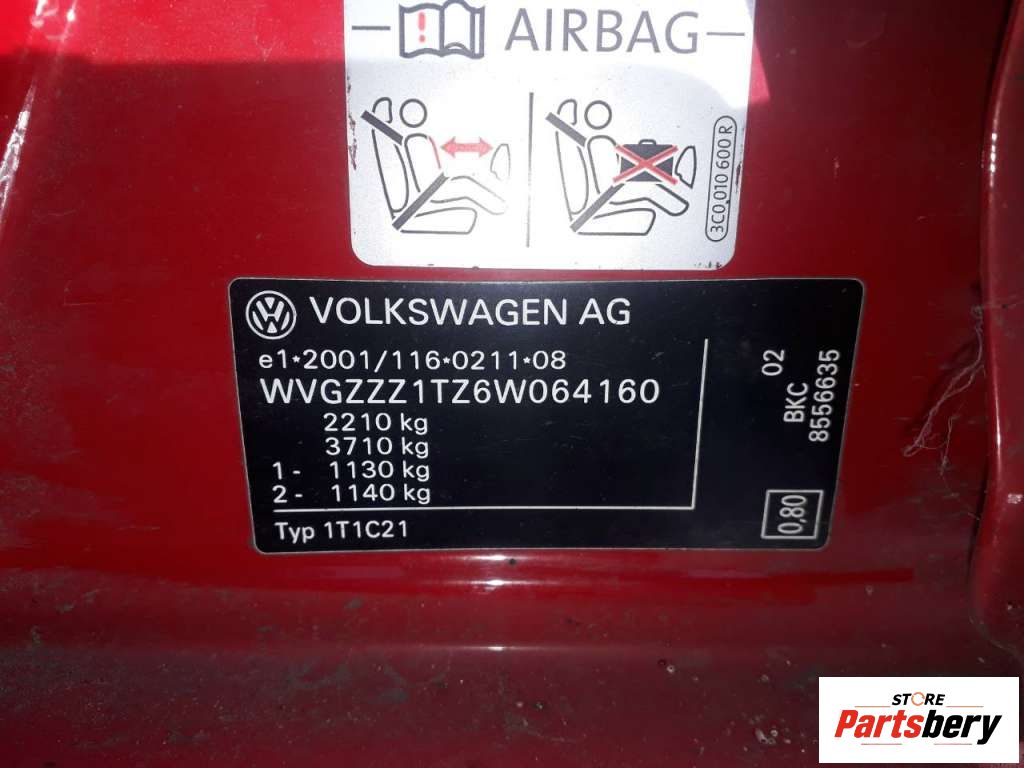 AIRBAG
3C0 010 600 R
VOLKSWAGEN AG
e1*2001/116*0211*08
WVGZZZ1TZ6W064160
2210 kg
3710 kg
1- 1130 kg
2- 1140 kg
Typ 1T1C21
02
BKC
8556635
0,80
STORE
Partsbery